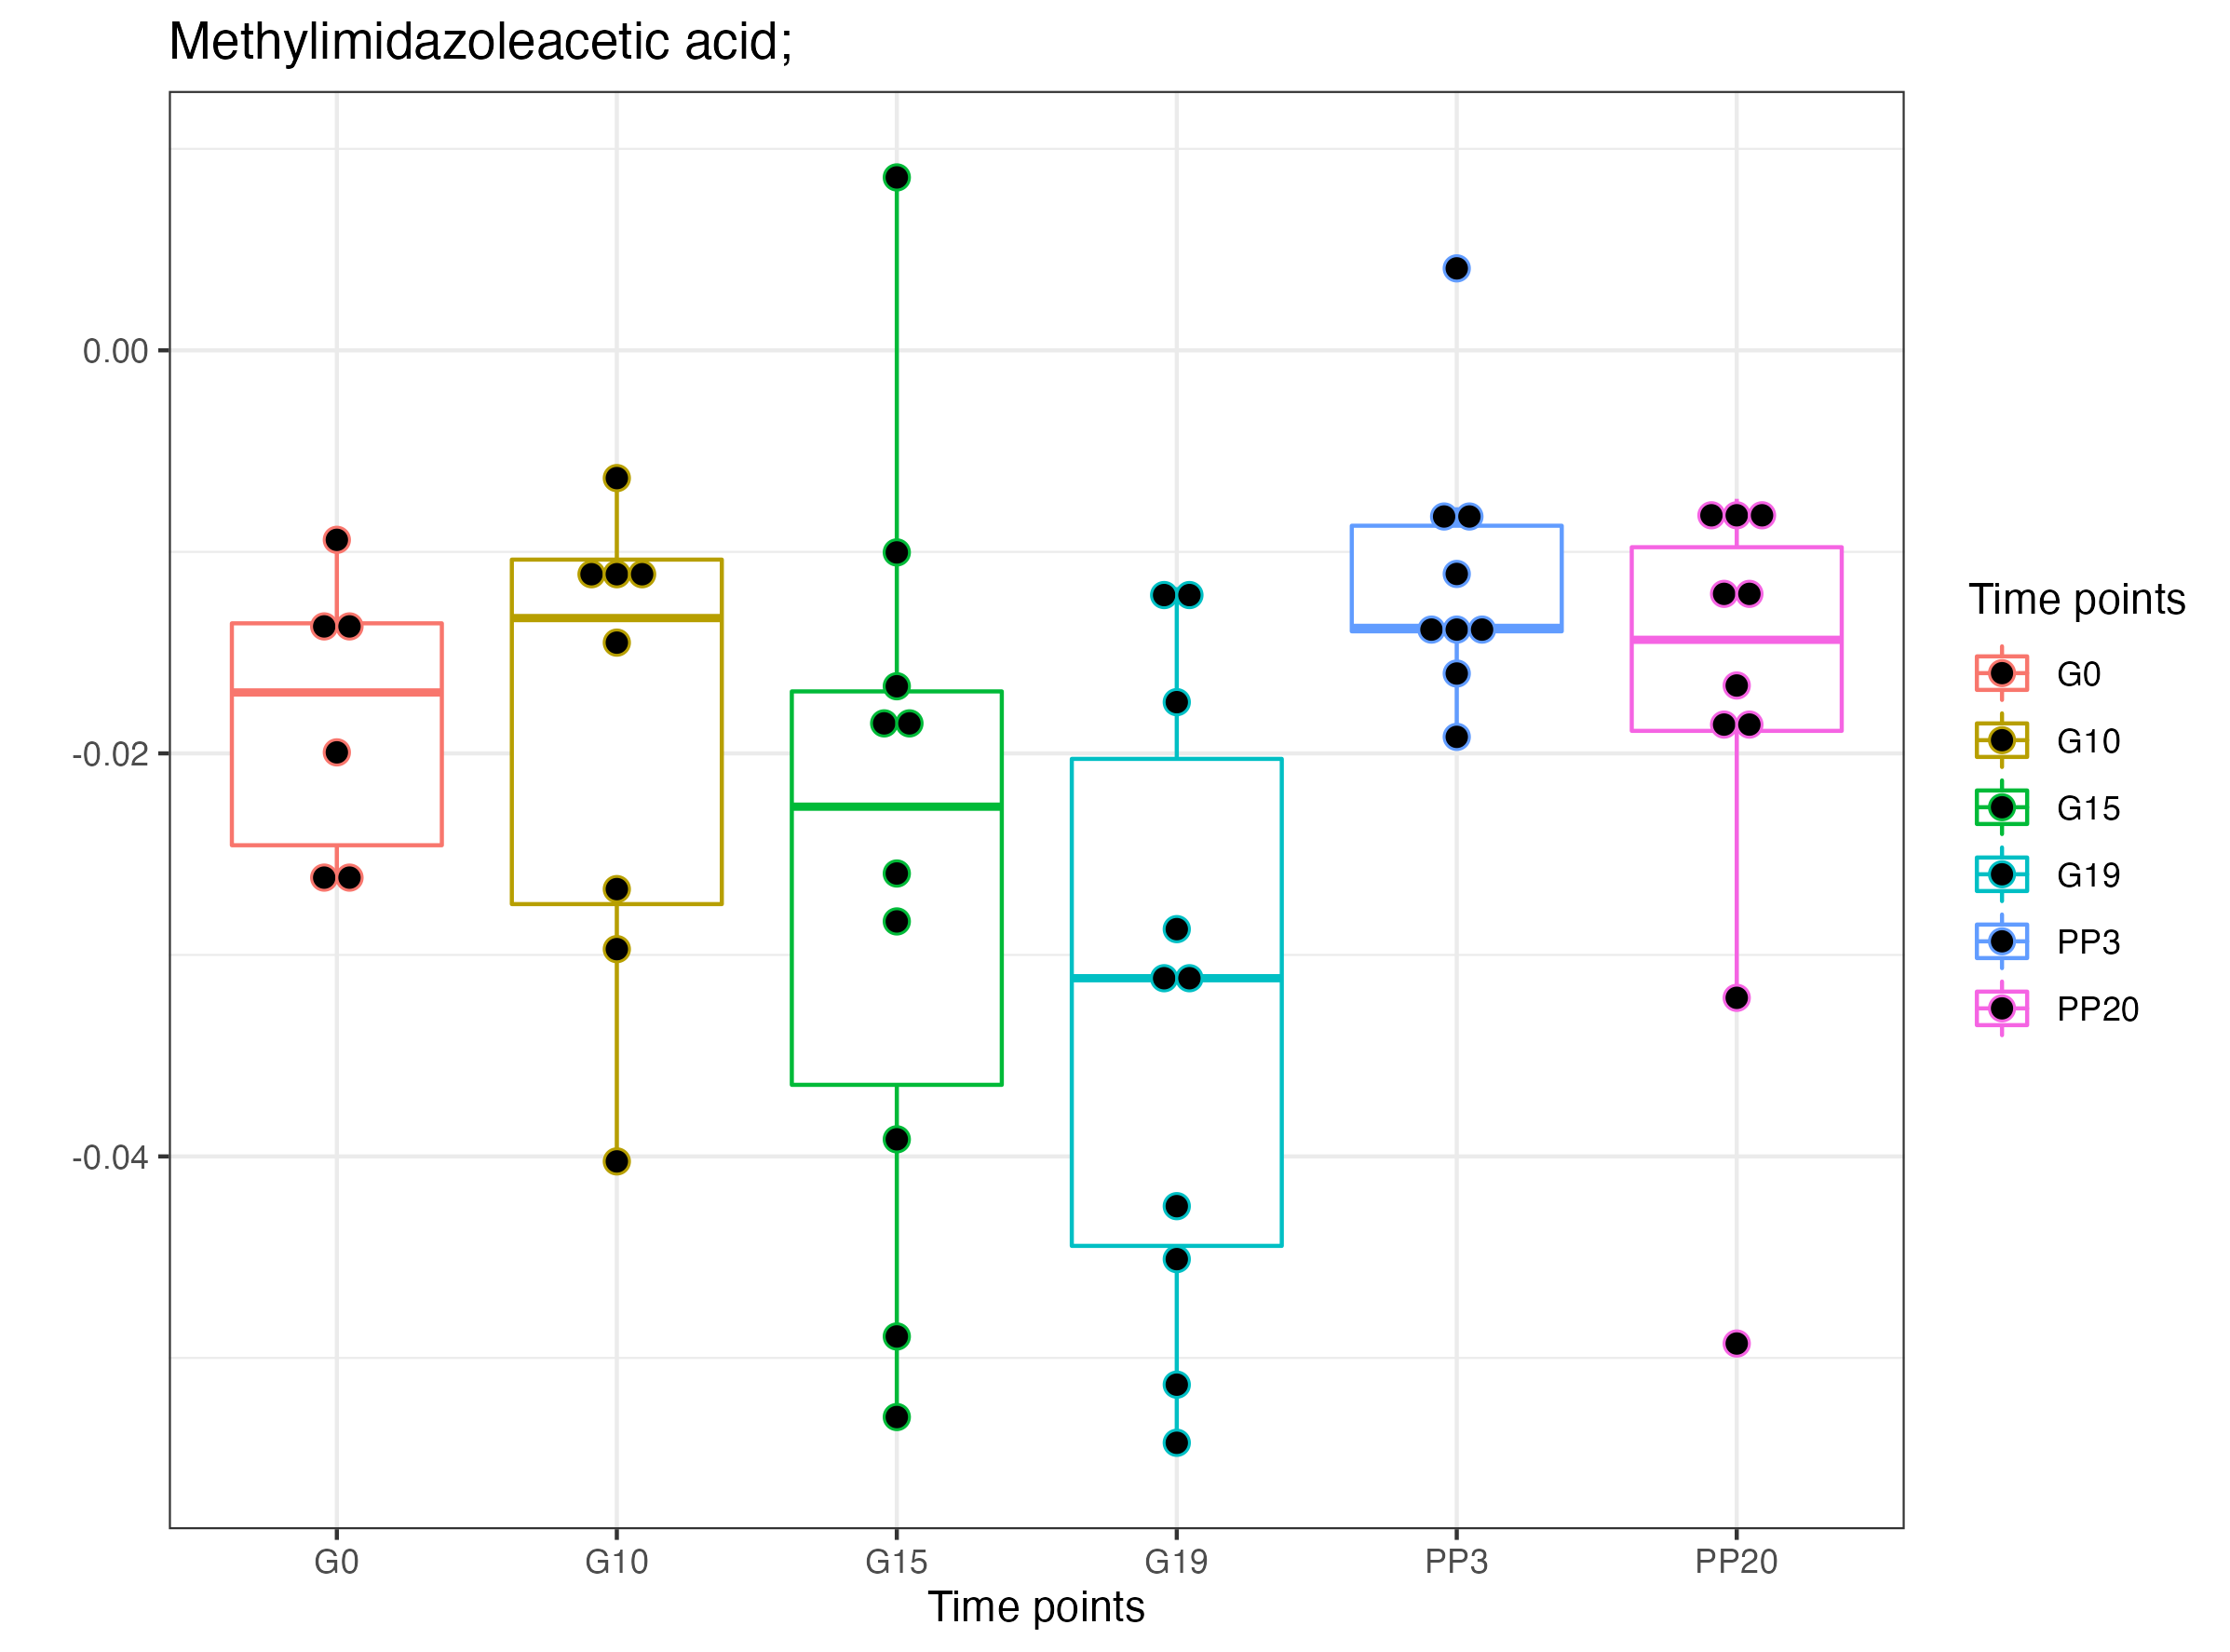 Methylimidazoleacetic acid;
0.00
-0.02
-0.04
G0 G10 G15 G19 PP3 PP20
Time points
Time points
G0
G10
G15
G19
PP3
PP20